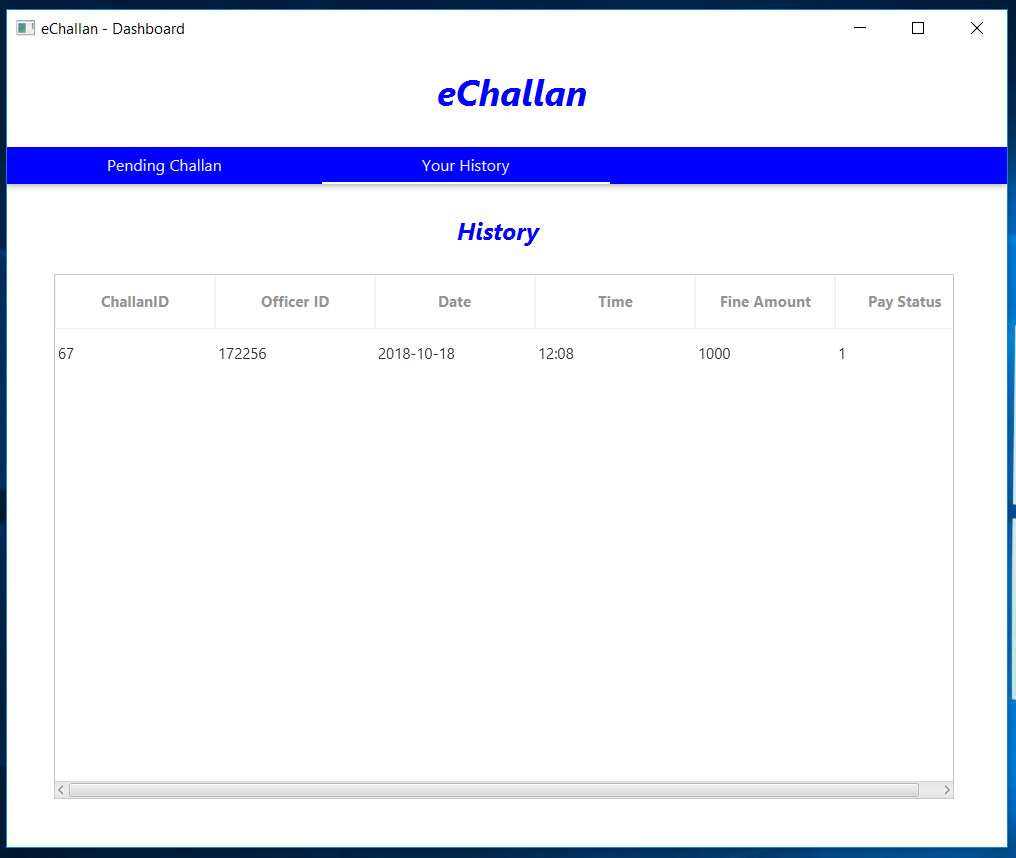 eChallan - Dashboard
eChallan
Pending Challan Your History
History
ChallanID Officer ID Date Time Fine Amount Pay Status
67 172256 2018-10-18 12:08 1000 1